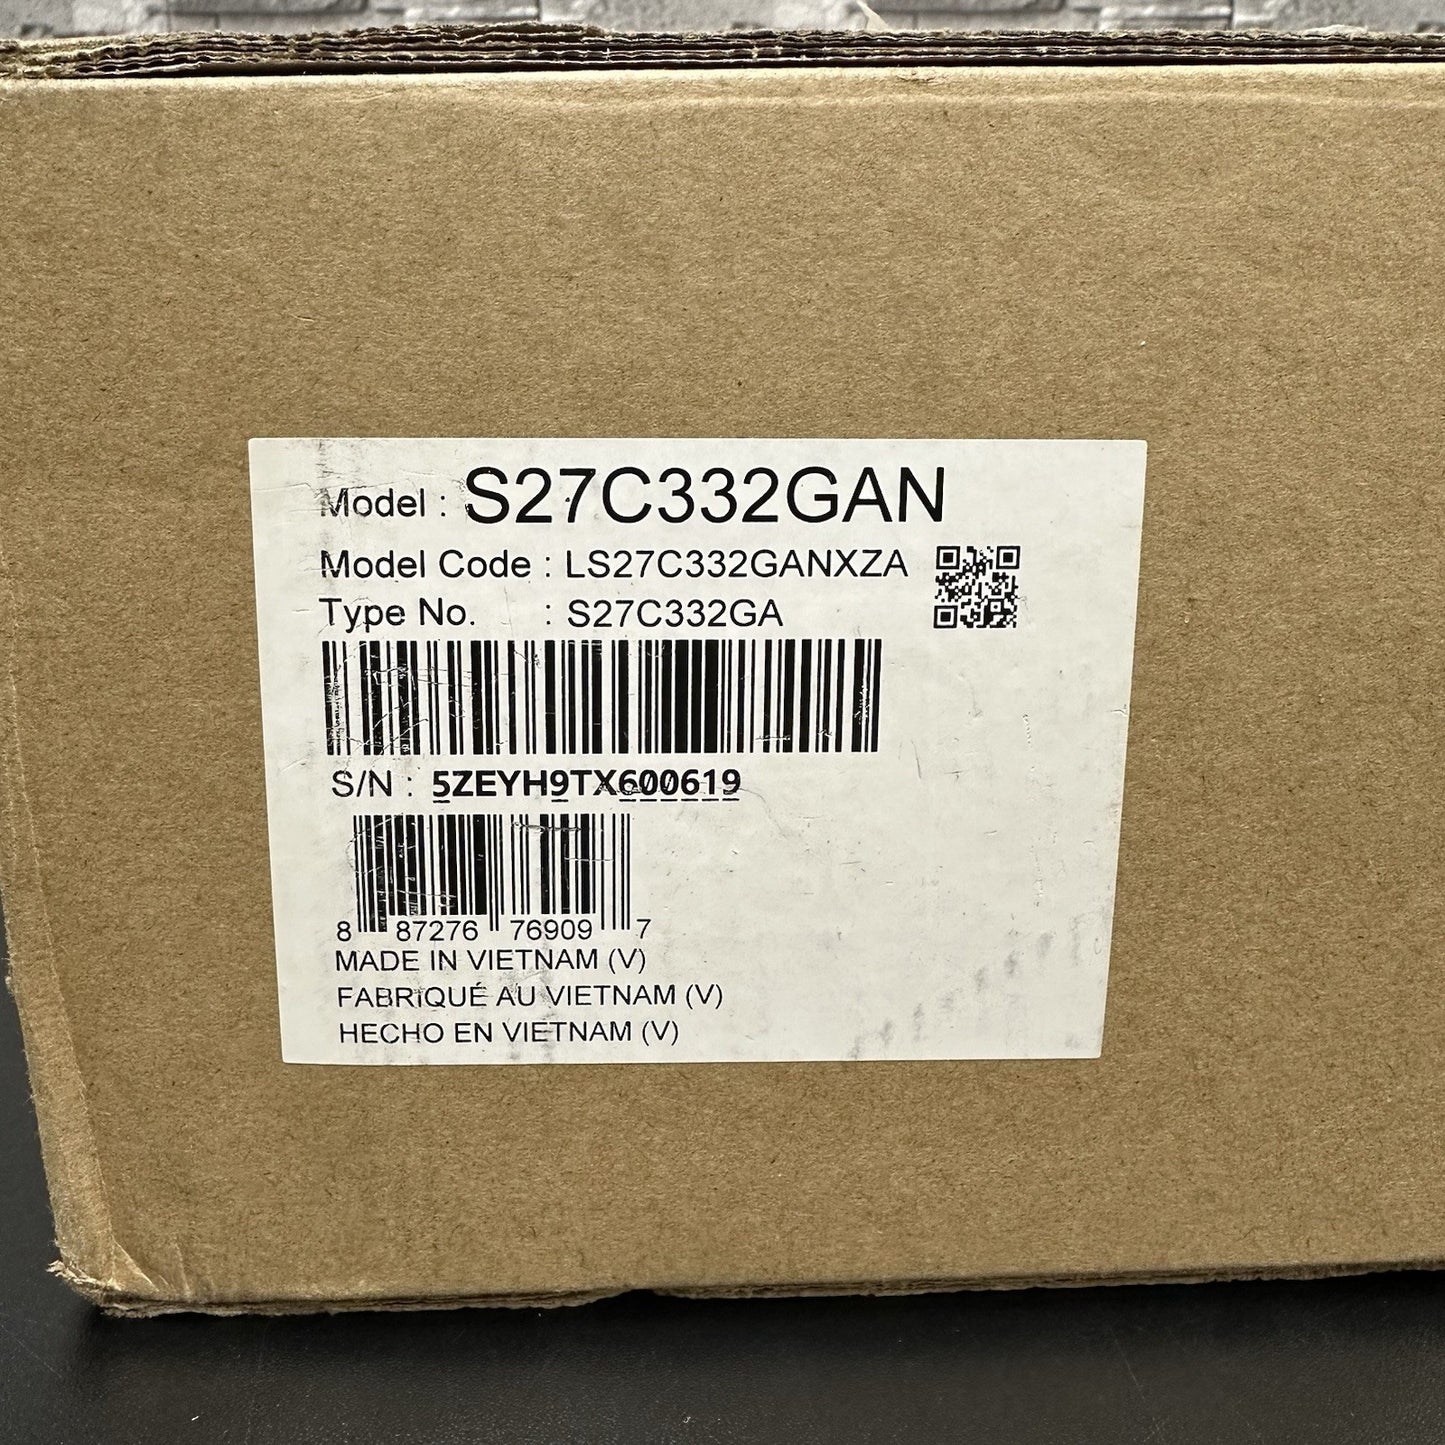 Model : S27C332GAN
Model Code : LS27C332GANXZA
Type No. : S27C332GA
S/N : 5ZEYH9TX600619
8 87276 76909 7
MADE IN VIETNAM (V)
FABRIQUÉ AU VIETNAM (V)
HECHO EN VIETNAM (V)